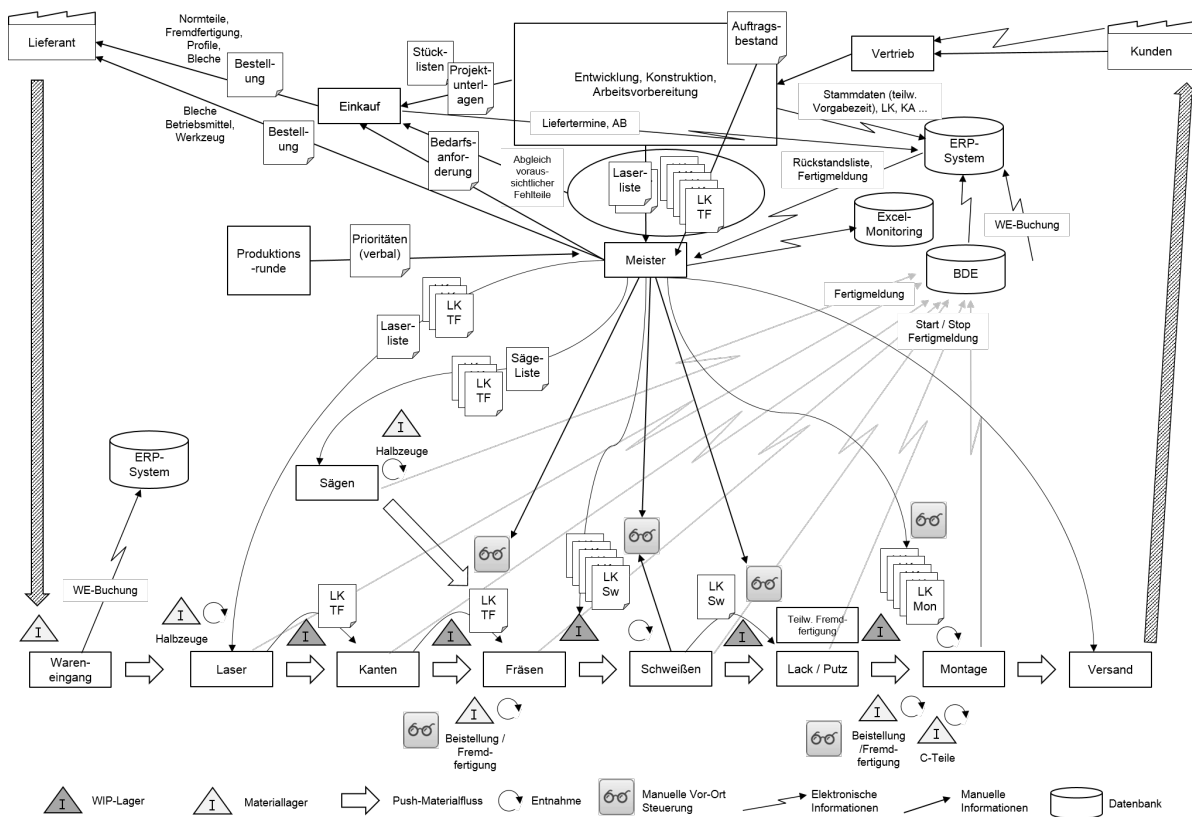 Lieferant
Normteile,
Fremdfertigung,
Profile,
Bleche
Bestell-
ung
Bleche
Betriebsmittel,
Werkzeug
Bestell-
ung
Stück-
listen
Projekt-
unter-
lagen
Einkauf
Bedarfs-
anfor-
derung
Entwicklung, Konstruktion,
Arbeitsvorbereitung
Auftrags-
bestand
Vertrieb
Kunden
Liefertermine, AB
Stammdaten (teilw.
Vorgabezeit), LK, KA ...
ERP-
System
Abgleich
voraus-
sichtlicher
Fehlteile
Laser-
liste
LK
TF
Rückstandsliste,
Fertigmeldung
Excel-
Monitoring
WE-Buchung
Produktions
-runde
Prioritäten
(verbal)
Meister
BDE
Fertigmeldung
Start / Stop
Fertigmeldung
LK
TF
Laser-
liste
Säge-
Liste
LK
TF
I
Halbzeuge
ERP-
System
Sägen
WE-Buchung
I
I
Halbzeuge
LK
TF
LK
TF
LK
Sw
LK
Sw
LK
Mon
I
I
I
I
I
Teilw. Fremd-
fertigung
Waren-
eingang
Laser
Kanten
Fräsen
Schweißen
Lack / Putz
Montage
Versand
I
Beistellung /
Fremd-
fertigung
I
Beistellung
/Fremd-
fertigung
I
C-Teile
I
WIP-Lager
I
Materiallager
Push-Materialfluss
Entnahme
Manuelle Vor-Ort
Steuerung
Elektronische
Informationen
Manuelle
Informationen
Datenbank